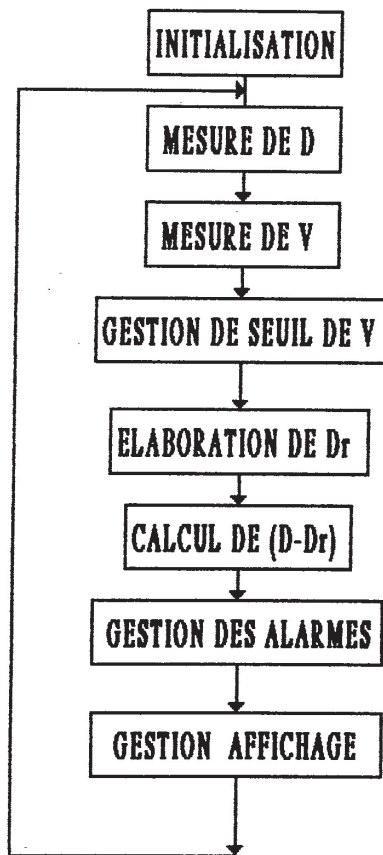 INITIALISATION
MESURE DE D
MESURE DE V
GESTION DE SEUIL DE V
ELABORATION DE Dr
CALCUL DE (D-Dr)
GESTION DES ALARMES
GESTION AFFICHAGE